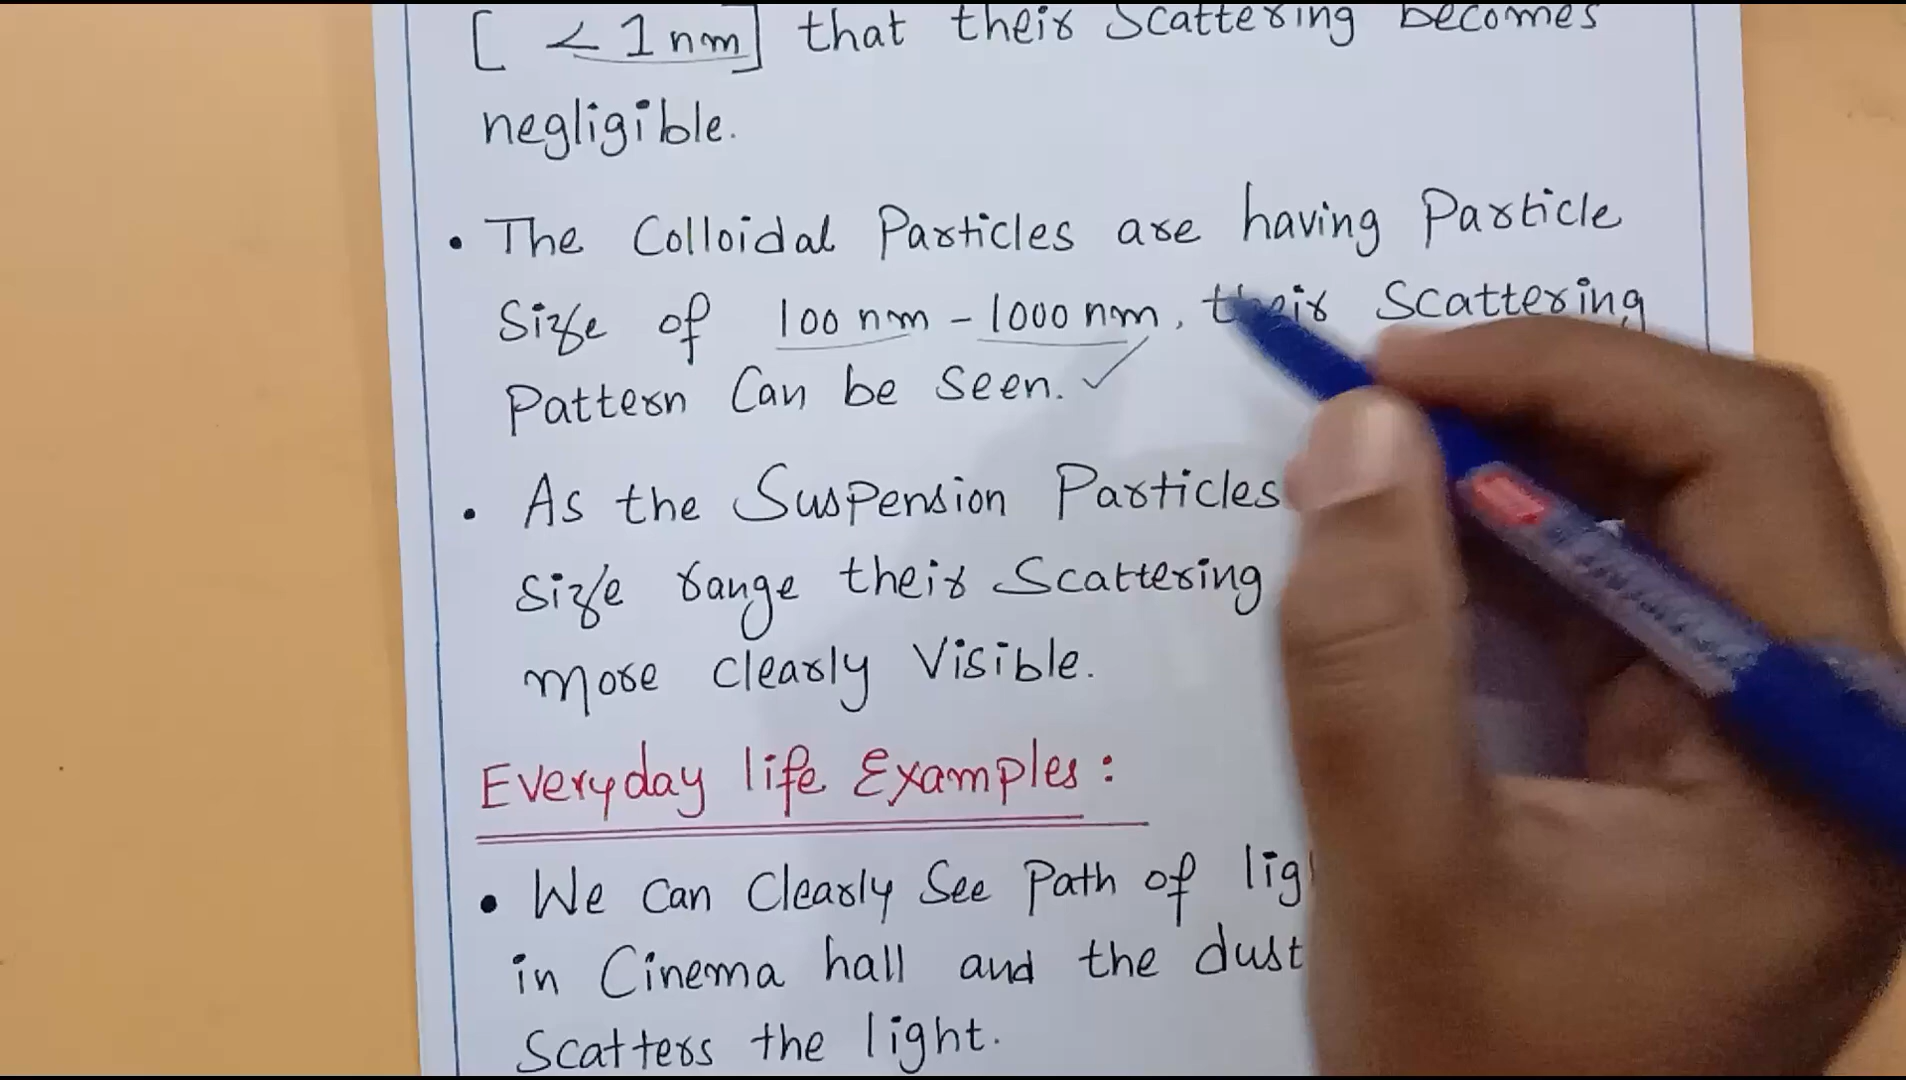 [ < 1 nm] that their Scattering becomes
negligible.
• The Colloidal Particles are having Particle
Size of 100 nm - 1000 nm, their Scattering
Pattern Can be Seen. ✓
• As the Suspension Particles
Size range their Scattering
more clearly Visible.
Everyday life Examples :
• We Can Clearly See Path of
in Cinema hall and the dust
Scatters the light.